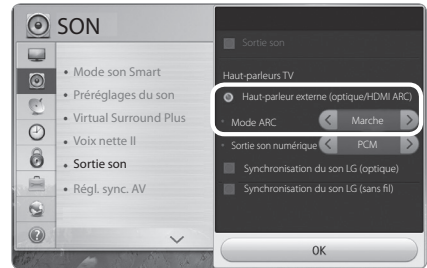 SON
• Mode son Smart
• Préréglages du son
• Virtual Surround Plus
• Voix nette II
• Sortie son
• Régl. sync. AV
Sortie son
Haut-parleurs TV
Haut-parleur externe (optique/HDMI ARC)
• Mode ARC < Marche >
• Sortie son numérique < PCM >
Synchronisation du son LG (optique)
Synchronisation du son LG (sans fil)
OK